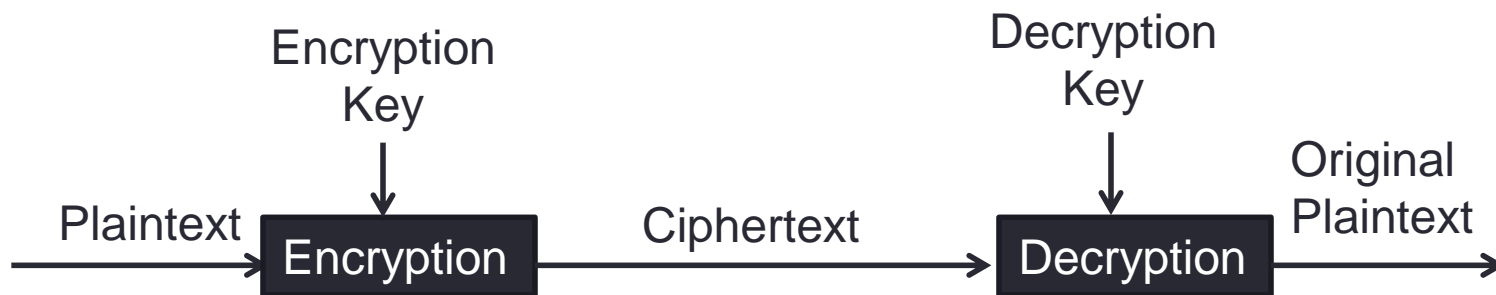 Encryption
Key
Decryption
Key
Plaintext
Encryption
Ciphertext
Decryption
Original
Plaintext